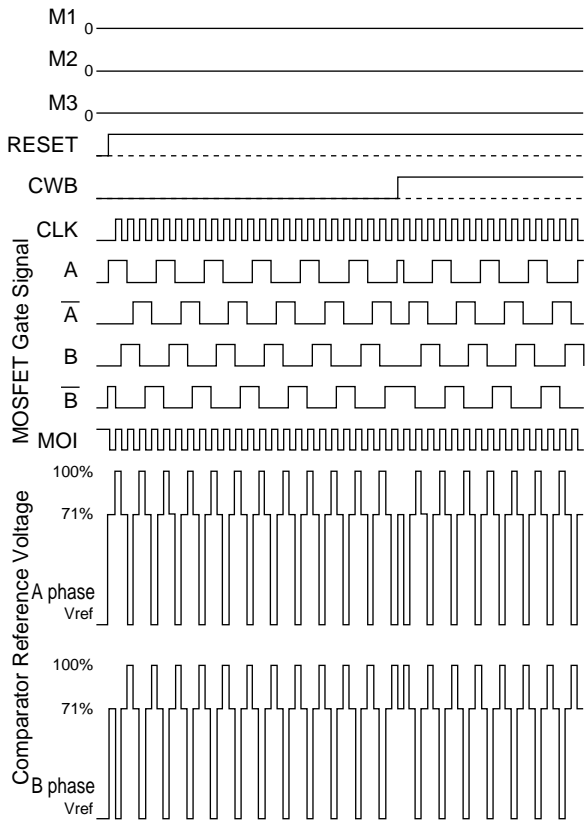 M1
0
M2
0
M3
0
RESET
CWB
CLK
MOSFET Gate Signal
A
A̅
B
B̅
MOI
Comparator Reference Voltage
100%
71%
A phase
Vref
100%
71%
B phase
Vref